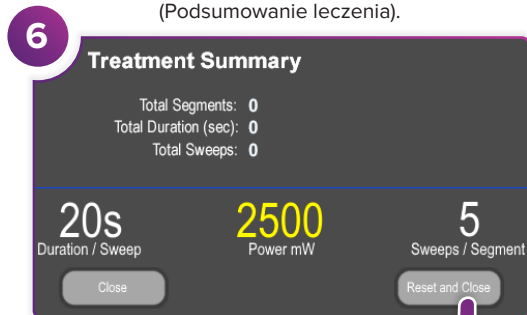 (Podsumowanie leczenia).
6
Treatment Summary
Total Segments: 0
Total Duration (sec): 0
Total Sweeps: 0
20s 2500 5
Duration / Sweep Power mW Sweeps / Segment
Close Reset and Close